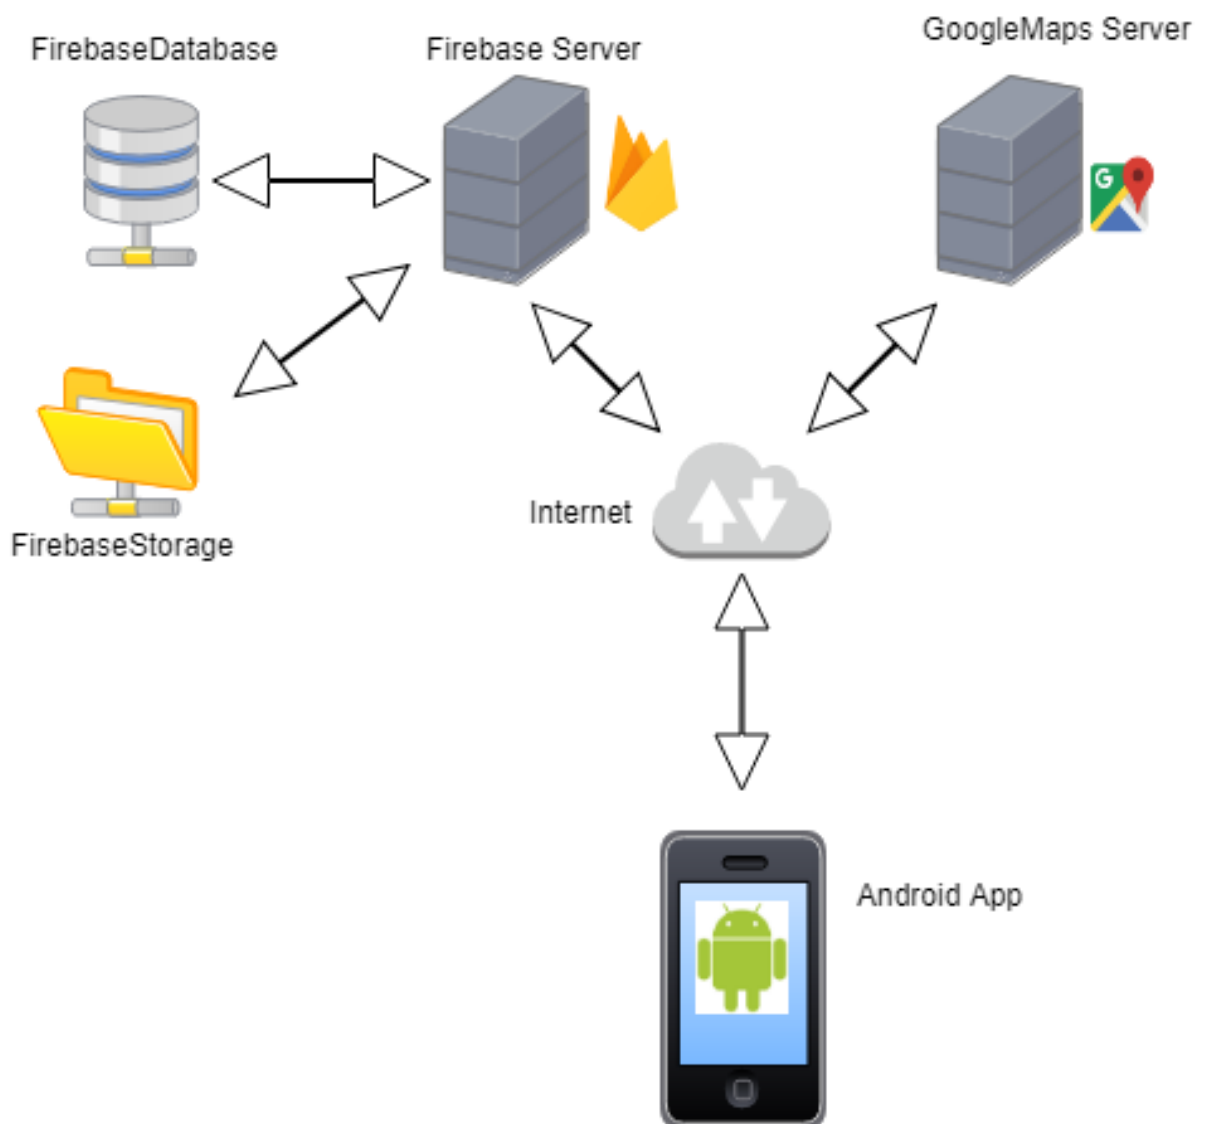 FirebaseDatabase
Firebase Server
GoogleMaps Server
G
Internet
FirebaseStorage
Android App